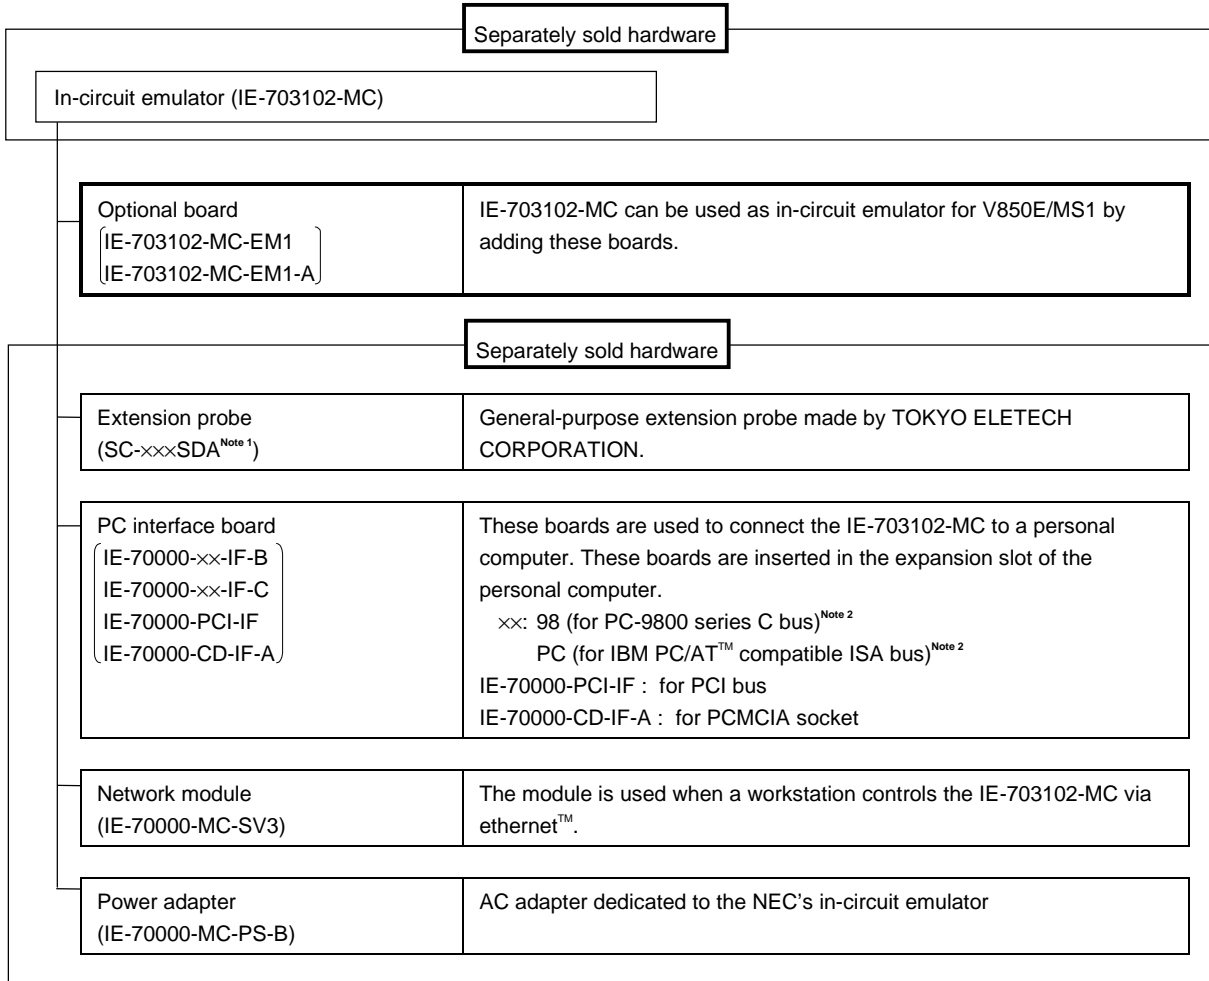 Separately sold hardware
In-circuit emulator (IE-703102-MC)
Optional board
IE-703102-MC-EM1
IE-703102-MC-EM1-A
IE-703102-MC can be used as in-circuit emulator for V850E/MS1 by
adding these boards.
Separately sold hardware
Extension probe
(SC-×××SDA Note 1)
General-purpose extension probe made by TOKYO ELETECH
CORPORATION.
PC interface board
IE-70000-××-IF-B
IE-70000-××-IF-C
IE-70000-PCI-IF
IE-70000-CD-IF-A
These boards are used to connect the IE-703102-MC to a personal
computer. These boards are inserted in the expansion slot of the
personal computer.
××: 98 (for PC-9800 series C bus) Note 2
PC (for IBM PC/AT™ compatible ISA bus) Note 2
IE-70000-PCI-IF : for PCI bus
IE-70000-CD-IF-A : for PCMCIA socket
Network module
(IE-70000-MC-SV3)
The module is used when a workstation controls the IE-703102-MC via
ethernet™.
Power adapter
(IE-70000-MC-PS-B)
AC adapter dedicated to the NEC's in-circuit emulator